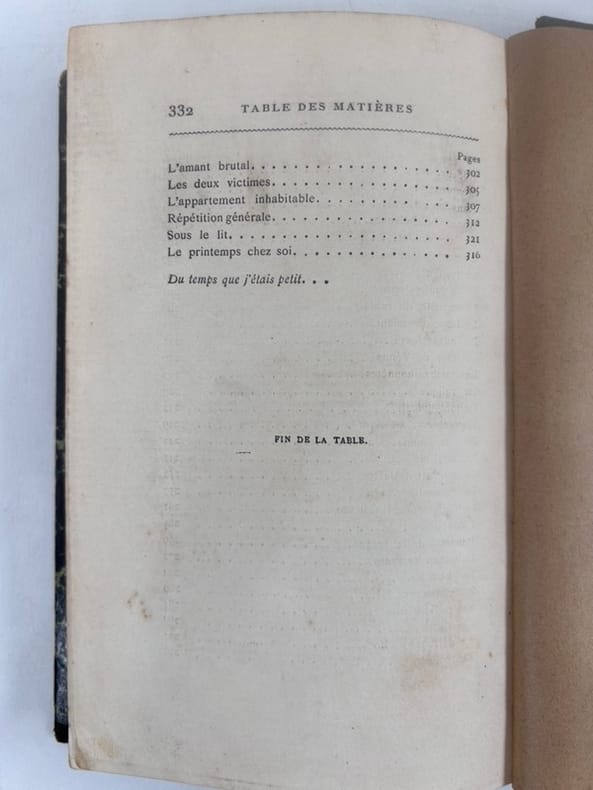 332 TABLE DES MATIÈRES
Pages
L'amant brutal. . . . . . . . . . . . . . . . . . . 302
Les deux victimes. . . . . . . . . . . . . . . . . 305
L'appartement inhabitable. . . . . . . . . . . . . 307
Répétition générale. . . . . . . . . . . . . . . . . 312
Sous le lit. . . . . . . . . . . . . . . . . . . . . 321
Le printemps chez soi. . . . . . . . . . . . . . . 316
Du temps que j'étais petit. . .
FIN DE LA TABLE.